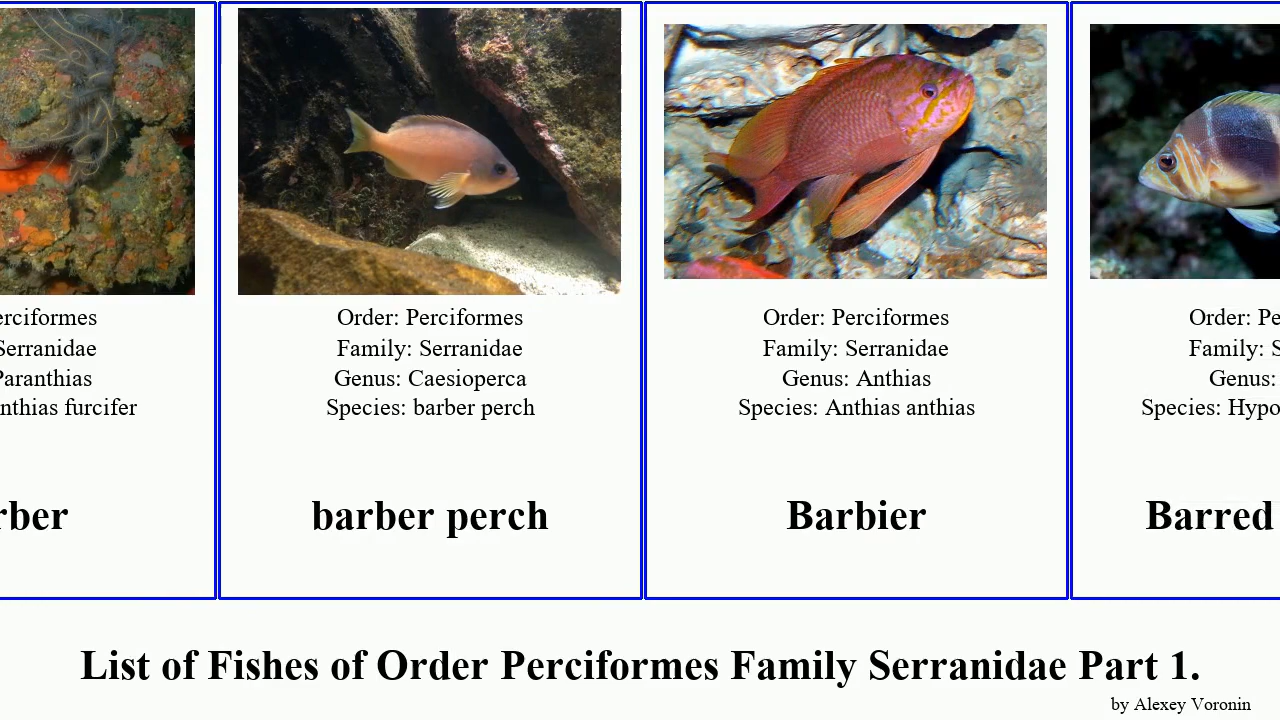 erciformes
Serranidae
Paranthias
nthias furcifer
rber
Order: Perciformes
Family: Serranidae
Genus: Caesioperca
Species: barber perch
barber perch
Order: Perciformes
Family: Serranidae
Genus: Anthias
Species: Anthias anthias
Barbier
Order: Pe
Family: S
Genus:
Species: Hypo
Barred
List of Fishes of Order Perciformes Family Serranidae Part 1.
by Alexey Voronin